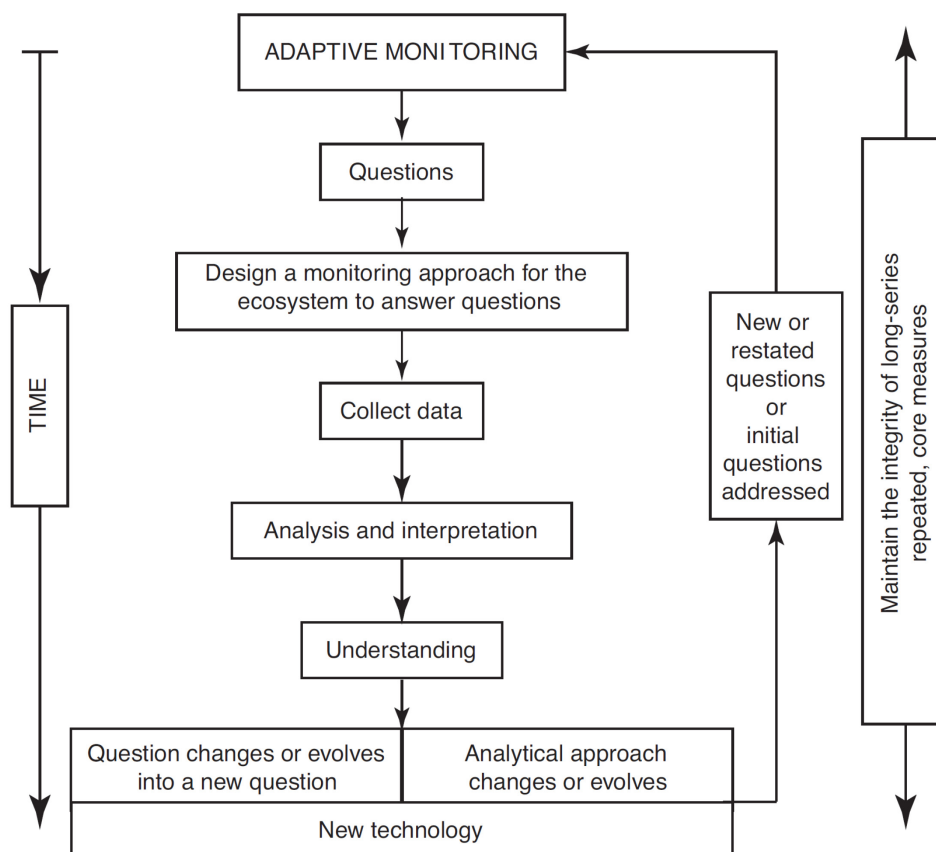 ADAPTIVE MONITORING
Questions
Design a monitoring approach for the
ecosystem to answer questions
Collect data
Analysis and interpretation
Understanding
Question changes or evolves
into a new question
Analytical approach
changes or evolves
New technology
TIME
New or
restated
questions
or
initial
questions
addressed
Maintain the integrity of long-series
repeated, core measures